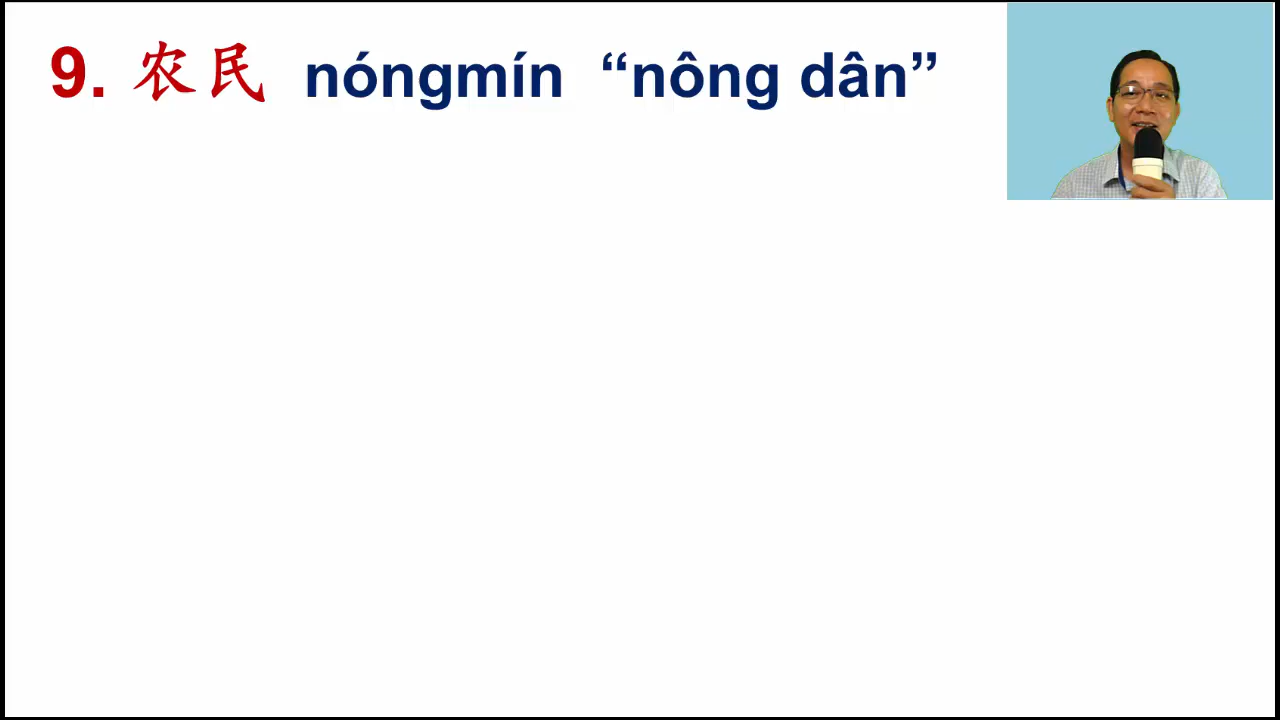 9. 农民 nóngmín “nông dân”